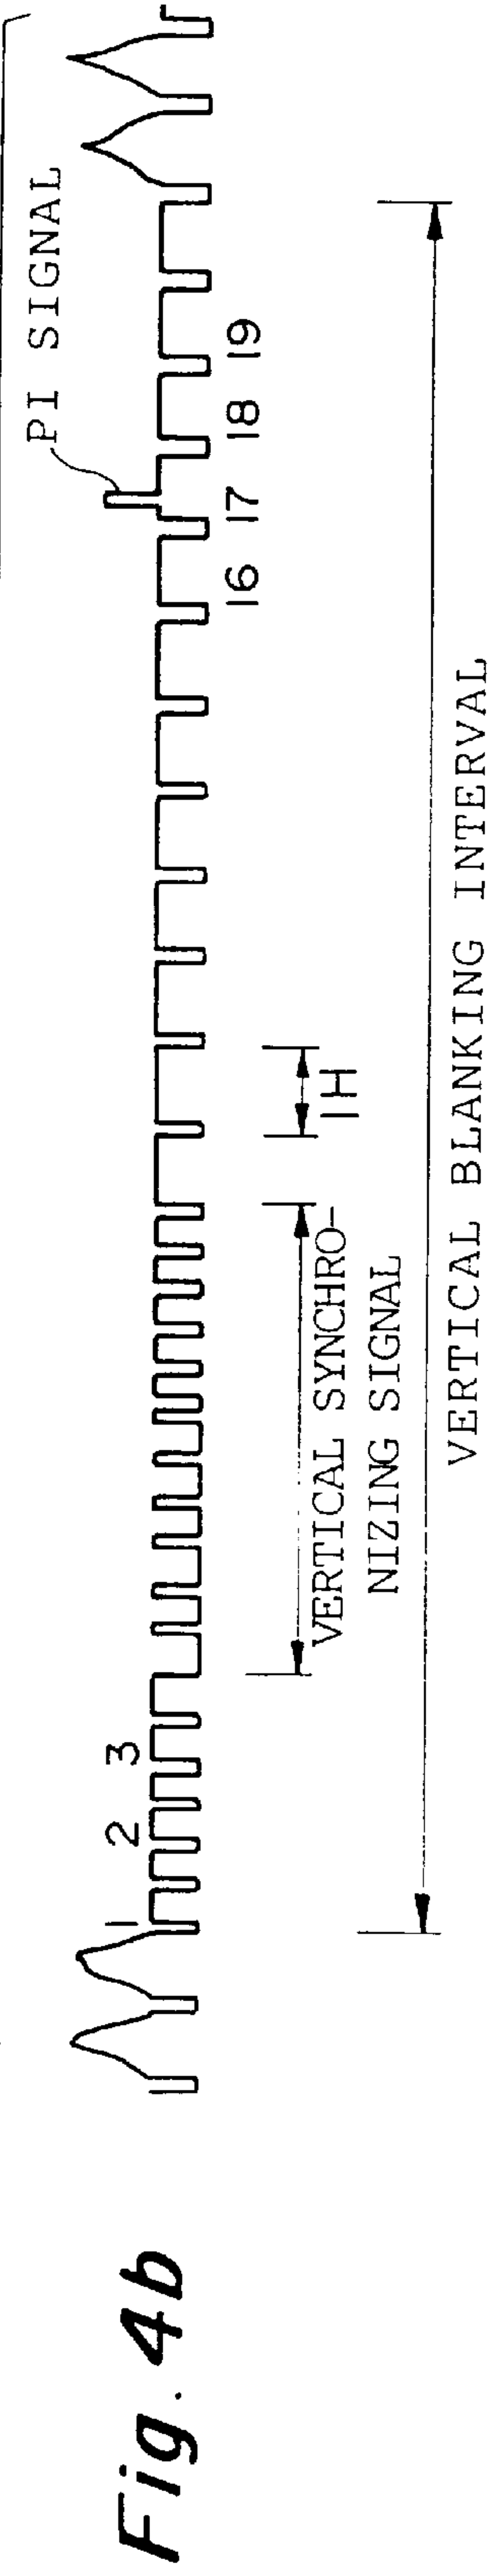 PI SIGNAL
1 2 3
16 17 18 19
1H
VERTICAL SYNCHRO-
NIZING SIGNAL
VERTICAL BLANKING INTERVAL
Fig. 4b